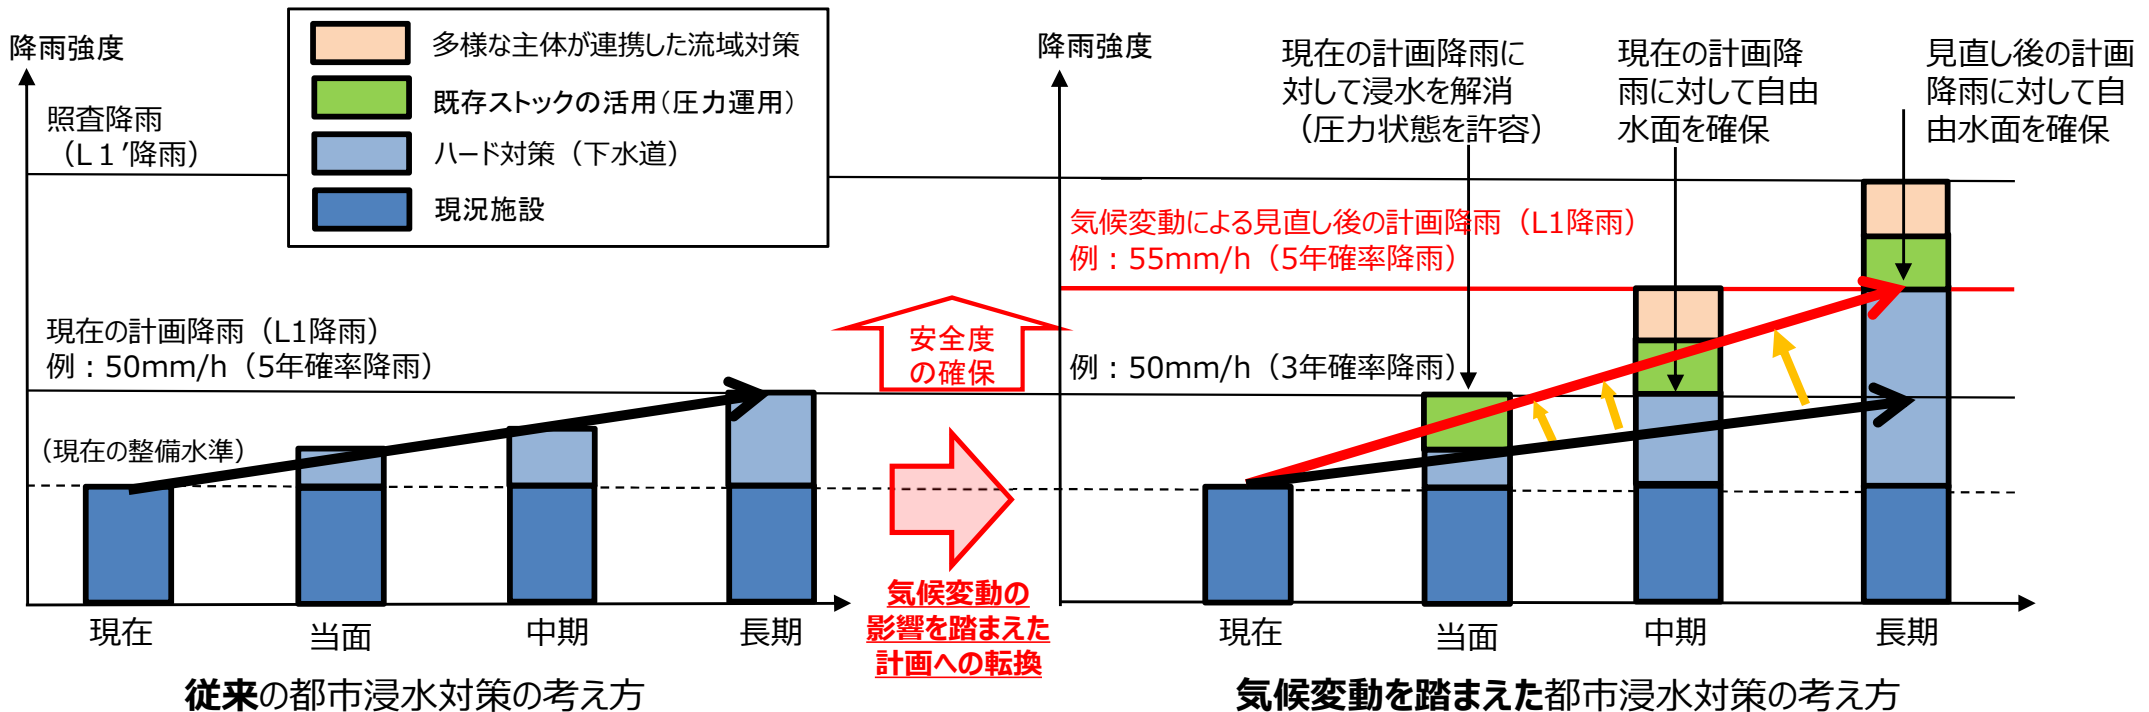 降雨強度
照査降雨
（L１’降雨）
多様な主体が連携した流域対策
既存ストックの活用（圧力運用）
ハード対策（下水道）
現況施設
現在の計画降雨（L1降雨）
例：50mm/h（5年確率降雨）
（現在の整備水準）
現在
当面
中期
長期
従来の都市浸水対策の考え方
安全度
の確保
気候変動の
影響を踏まえた
計画への転換
降雨強度
現在の計画降雨に
対して浸水を解消
（圧力状態を許容）
現在の計画降
雨に対して自由
水面を確保
見直し後の計画
降雨に対して自
由水面を確保
気候変動による見直し後の計画降雨（L1降雨）
例：55mm/h（5年確率降雨）
例：50mm/h（3年確率降雨）
現在
当面
中期
長期
気候変動を踏まえた都市浸水対策の考え方